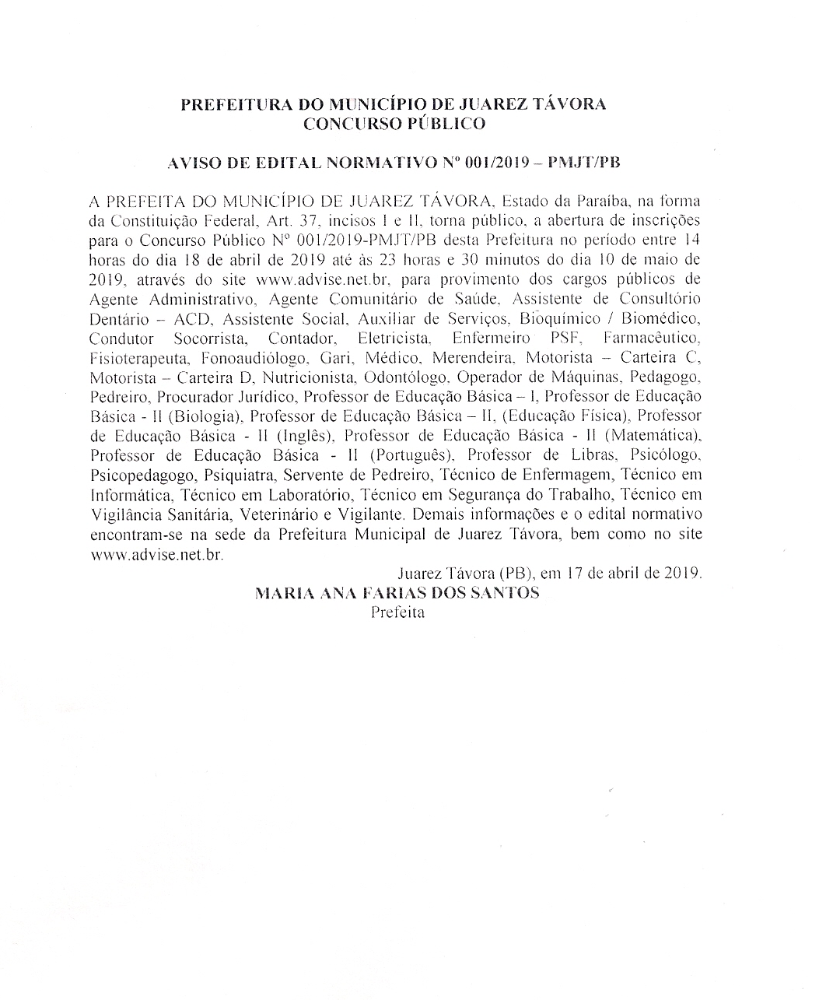 PREFEITURA DO MUNICÍPIO DE JUAREZ TÁVORA
CONCURSO PÚBLICO
AVISO DE EDITAL NORMATIVO Nº 001/2019 – PMJT/PB
A PREFEITA DO MUNICÍPIO DE JUAREZ TÁVORA, Estado da Paraíba, na forma
da Constituição Federal, Art. 37, incisos I e II, torna público, a abertura de inscrições
para o Concurso Público Nº 001/2019-PMJT/PB desta Prefeitura no período entre 14
horas do dia 18 de abril de 2019 até às 23 horas e 30 minutos do dia 10 de maio de
2019, através do site www.advise.net.br, para provimento dos cargos públicos de
Agente Administrativo, Agente Comunitário de Saúde, Assistente de Consultório
Dentário – ACD, Assistente Social, Auxiliar de Serviços, Bioquímico / Biomédico,
Condutor Socorrista, Contador, Eletricista, Enfermeiro PSF, Farmacêutico,
Fisioterapeuta, Fonoaudiólogo, Gari, Médico, Merendeira, Motorista – Carteira C,
Motorista – Carteira D, Nutricionista, Odontólogo, Operador de Máquinas, Pedagogo,
Pedreiro, Procurador Jurídico, Professor de Educação Básica – I, Professor de Educação
Básica - II (Biologia), Professor de Educação Básica – II, (Educação Física), Professor
de Educação Básica - II (Inglês), Professor de Educação Básica - II (Matemática),
Professor de Educação Básica - II (Português), Professor de Libras, Psicólogo,
Psicopedagogo, Psiquiatra, Servente de Pedreiro, Técnico de Enfermagem, Técnico em
Informática, Técnico em Laboratório, Técnico em Segurança do Trabalho, Técnico em
Vigilância Sanitária, Veterinário e Vigilante. Demais informações e o edital normativo
encontram-se na sede da Prefeitura Municipal de Juarez Távora, bem como no site
www.advise.net.br.
Juarez Távora (PB), em 17 de abril de 2019.
MARIA ANA FARIAS DOS SANTOS
Prefeita